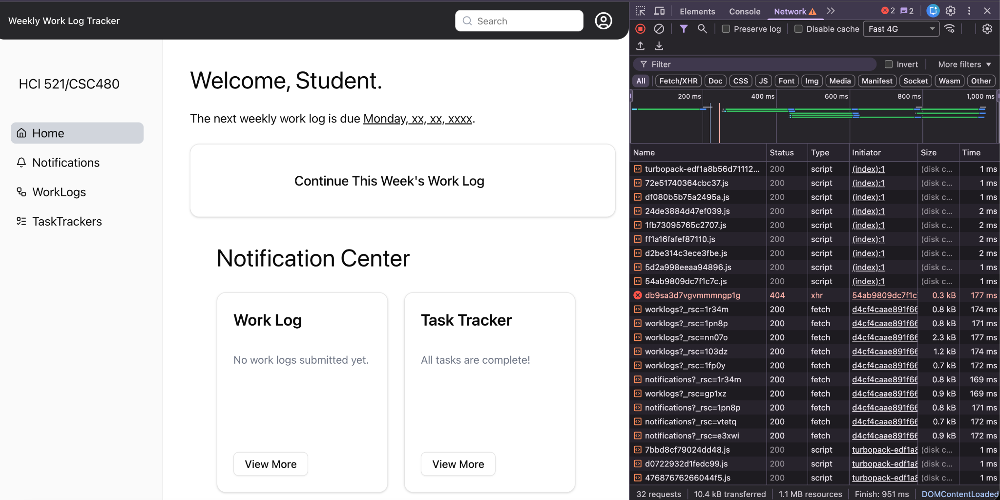 Weekly Work Log Tracker
Search
HCI 521/CSC480
Home
Notifications
WorkLogs
TaskTrackers
Welcome, Student.
The next weekly work log is due Monday, xx, xx, xxxx.
Continue This Week's Work Log
Notification Center
Work Log
No work logs submitted yet.
View More
Task Tracker
All tasks are complete!
View More
Elements Console Network 2 2
Preserve log Disable cache Fast 4G
Filter Invert More filters
All Fetch/XHR Doc CSS JS Font Img Media Manifest Socket Wasm Other
200 ms 400 ms 600 ms 800 ms 1,000 ms
Name Status Type Initiator Size Time
turbopack-edf1a8b56d71112... 200 script (index):1 (disk c... 1 ms
72e51740364cbc37.js 200 script (index):1 (disk c... 1 ms
df080b5b75a2495a.js 200 script (index):1 (disk c... 1 ms
24de3884d47ef039.js 200 script (index):1 (disk c... 2 ms
1fb73095765c2707.js 200 script (index):1 (disk c... 2 ms
ff1a16fafef87110.js 200 script (index):1 (disk c... 2 ms
d2be314c3ece3fbe.js 200 script (index):1 (disk c... 2 ms
5d2a998eeaa94896.js 200 script (index):1 (disk c... 1 ms
54ab9809dc7f1c7c.js 200 script (index):1 (disk c... 1 ms
db9sa3d7vgvmmmngp1g 404 xhr 54ab9809dc7f1c 0.3 kB 177 ms
worklogs?_rsc=1r34m 200 fetch d4cf4caae891f66 0.8 kB 174 ms
worklogs?_rsc=1pn8p 200 fetch d4cf4caae891f66 0.8 kB 171 ms
worklogs?_rsc=nn07o 200 fetch d4cf4caae891f66 2.3 kB 177 ms
worklogs?_rsc=103dz 200 fetch d4cf4caae891f66 1.2 kB 174 ms
worklogs?_rsc=1fp0y 200 fetch d4cf4caae891f66 0.7 kB 172 ms
notifications?_rsc=1r34m 200 fetch d4cf4caae891f66 0.8 kB 169 ms
worklogs?_rsc=gp1xz 200 fetch d4cf4caae891f66 0.9 kB 169 ms
notifications?_rsc=1pn8p 200 fetch d4cf4caae891f66 0.8 kB 171 ms
notifications?_rsc=vtetq 200 fetch d4cf4caae891f66 0.7 kB 172 ms
notifications?_rsc=e3xwi 200 fetch d4cf4caae891f66 0.9 kB 172 ms
7bbd8cf79024dd48.js 200 script turbopack-edf1a8 (disk c... 1 ms
d0722932d1fedc99.js 200 script turbopack-edf1a8 (disk c... 1 ms
47687676266044f5.js 200 script turbopack-edf1a8 (disk c... 1 ms
32 requests 10.4 kB transferred 1.1 MB resources Finish: 951 ms DOMContentLoaded